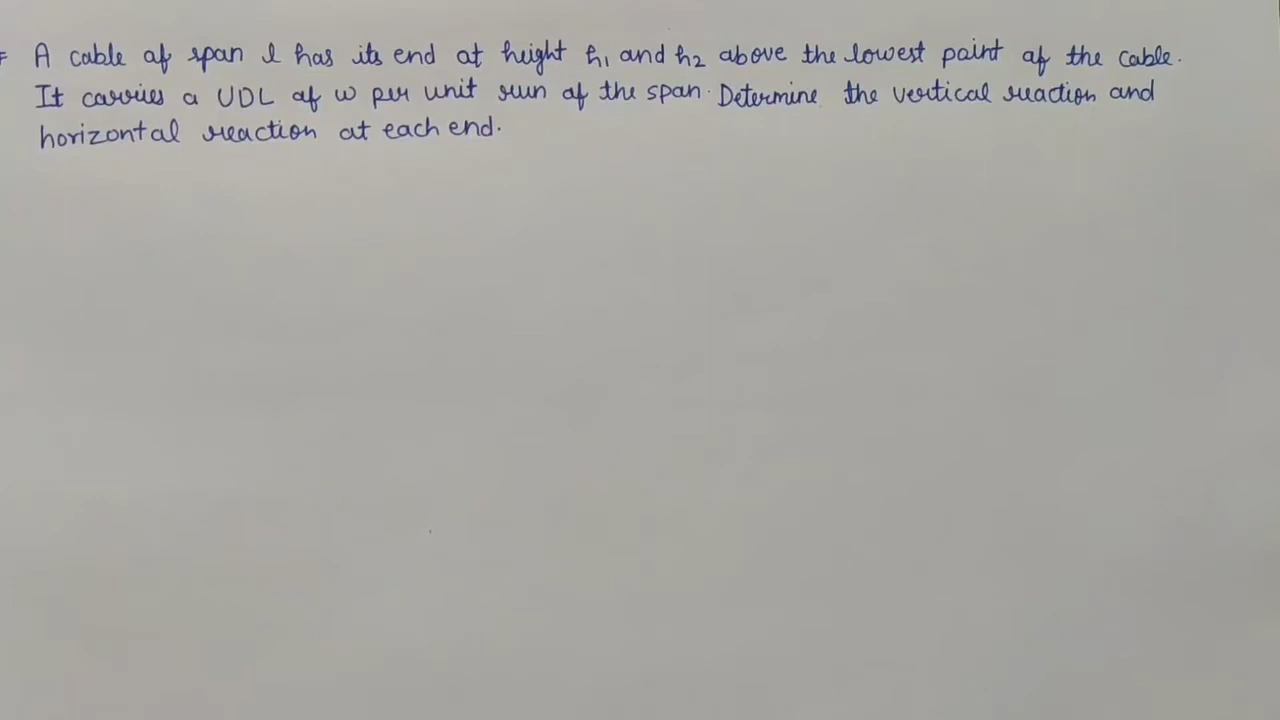 A cable of span l has its end at height h1 and h2 above the lowest point of the cable.
It carries a UDL of w per unit run of the span. Determine the vertical reaction and
horizontal reaction at each end.